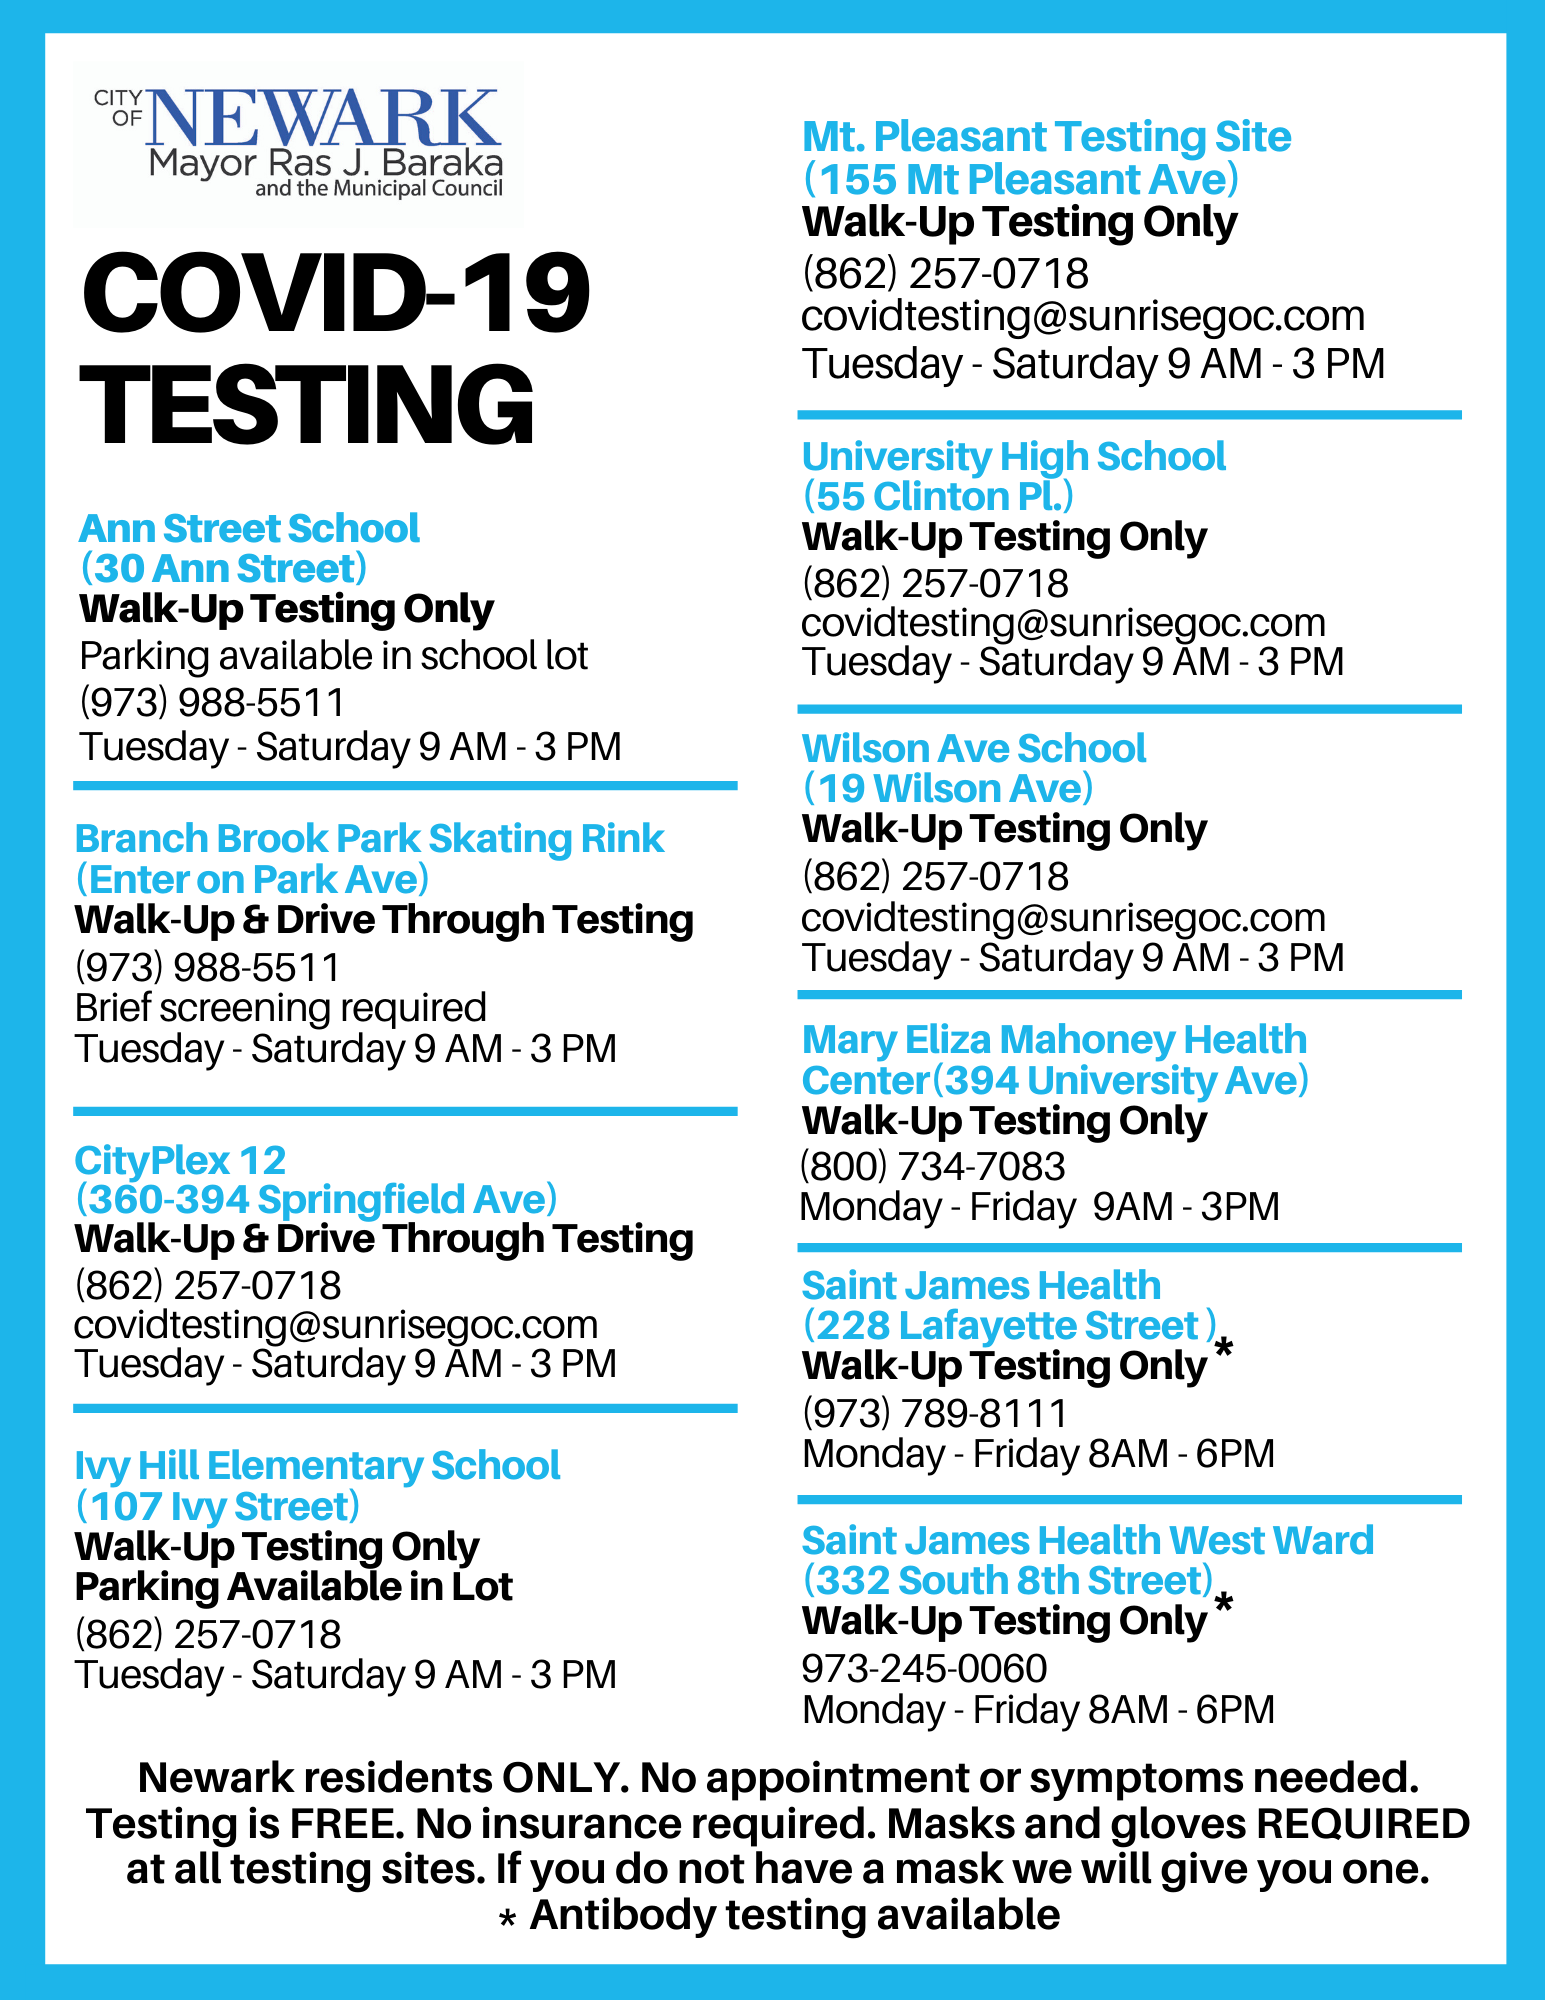 CITY
OF
NEWARK
Mayor Ras J. Baraka
and the Municipal Council
COVID-19
TESTING
Ann Street School
(30 Ann Street)
Walk-Up Testing Only
Parking available in school lot
(973) 988-5511
Tuesday - Saturday 9 AM - 3 PM
Branch Brook Park Skating Rink
(Enter on Park Ave)
Walk-Up & Drive Through Testing
(973) 988-5511
Brief screening required
Tuesday - Saturday 9 AM - 3 PM
CityPlex 12
(360-394 Springfield Ave)
Walk-Up & Drive Through Testing
(862) 257-0718
covidtesting@sunrisegoc.com
Tuesday - Saturday 9 AM - 3 PM
Ivy Hill Elementary School
(107 Ivy Street)
Walk-Up Testing Only
Parking Available in Lot
(862) 257-0718
Tuesday - Saturday 9 AM - 3 PM
Mt. Pleasant Testing Site
(155 Mt Pleasant Ave)
Walk-Up Testing Only
(862) 257-0718
covidtesting@sunrisegoc.com
Tuesday - Saturday 9 AM - 3 PM
University High School
(55 Clinton Pl.)
Walk-Up Testing Only
(862) 257-0718
covidtesting@sunrisegoc.com
Tuesday - Saturday 9 AM - 3 PM
Wilson Ave School
(19 Wilson Ave)
Walk-Up Testing Only
(862) 257-0718
covidtesting@sunrisegoc.com
Tuesday - Saturday 9 AM - 3 PM
Mary Eliza Mahoney Health
Center(394 University Ave)
Walk-Up Testing Only
(800) 734-7083
Monday - Friday 9AM - 3PM
Saint James Health
(228 Lafayette Street )
Walk-Up Testing Only *
(973) 789-8111
Monday - Friday 8AM - 6PM
Saint James Health West Ward
(332 South 8th Street)
Walk-Up Testing Only *
973-245-0060
Monday - Friday 8AM - 6PM
Newark residents ONLY. No appointment or symptoms needed.
Testing is FREE. No insurance required. Masks and gloves REQUIRED
at all testing sites. If you do not have a mask we will give you one.
* Antibody testing available